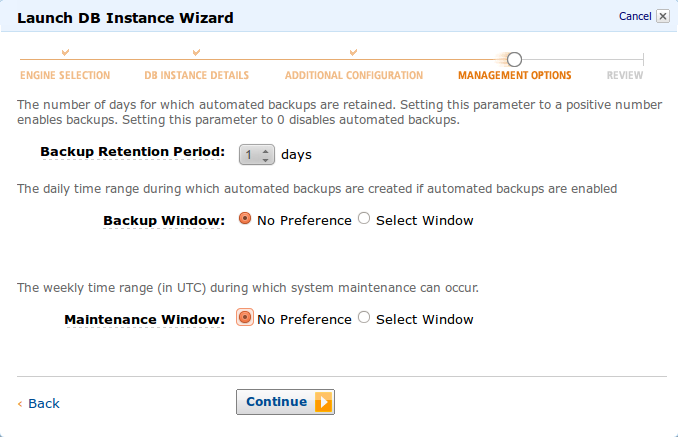 Launch DB Instance Wizard
Cancel
ENGINE SELECTION DB INSTANCE DETAILS ADDITIONAL CONFIGURATION MANAGEMENT OPTIONS REVIEW
The number of days for which automated backups are retained. Setting this parameter to a positive number
enables backups. Setting this parameter to 0 disables automated backups.
Backup Retention Period: 1 days
The daily time range during which automated backups are created if automated backups are enabled
Backup Window: No Preference Select Window
The weekly time range (in UTC) during which system maintenance can occur.
Maintenance Window: No Preference Select Window
‹ Back
Continue